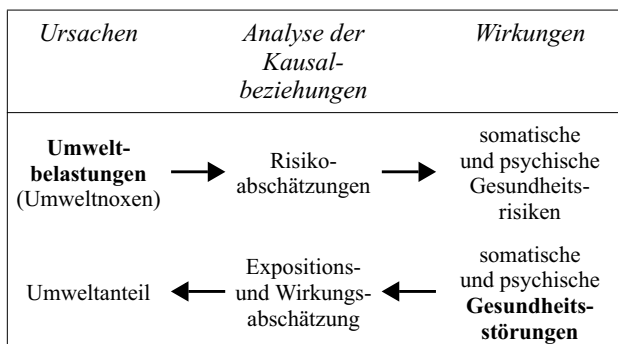 Ursachen
Analyse der
Kausal-
beziehungen
Wirkungen
Umwelt-
belastungen
(Umweltnoxen)
Risiko-
abschätzungen
somatische
und psychische
Gesundheits-
risiken
Umweltanteil
Expositions-
und Wirkungs-
abschätzung
somatische
und psychische
Gesundheits-
störungen